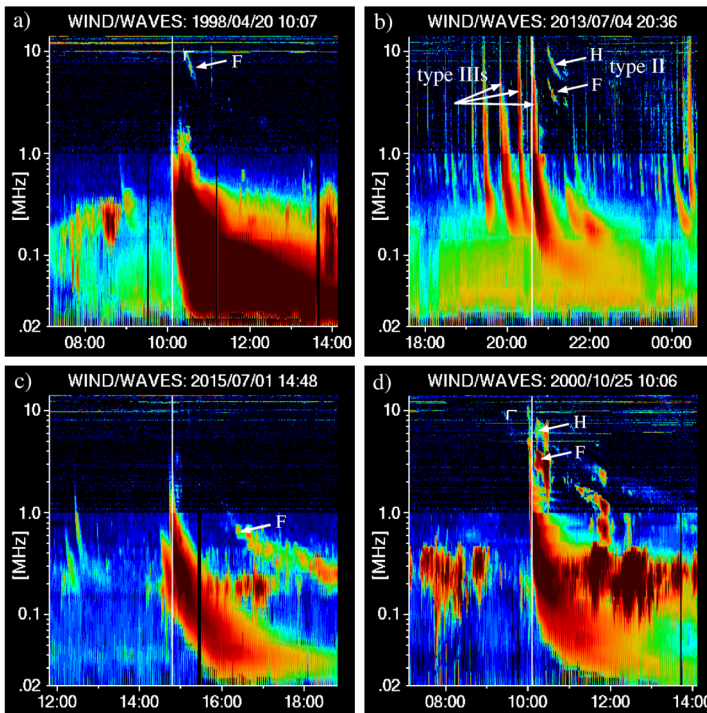 a) WIND/WAVES: 1998/04/20 10:07
10
F
1.0
[MHz]
0.1
.02
08:00 10:00 12:00 14:00
b) WIND/WAVES: 2013/07/04 20:36
10
H
type IIIs type II
F
1.0
[MHz]
0.1
.02
18:00 20:00 22:00 00:00
c) WIND/WAVES: 2015/07/01 14:48
10
1.0
F
[MHz]
0.1
.02
12:00 14:00 16:00 18:00
d) WIND/WAVES: 2000/10/25 10:06
10
H
F
1.0
[MHz]
0.1
.02
08:00 10:00 12:00 14:00